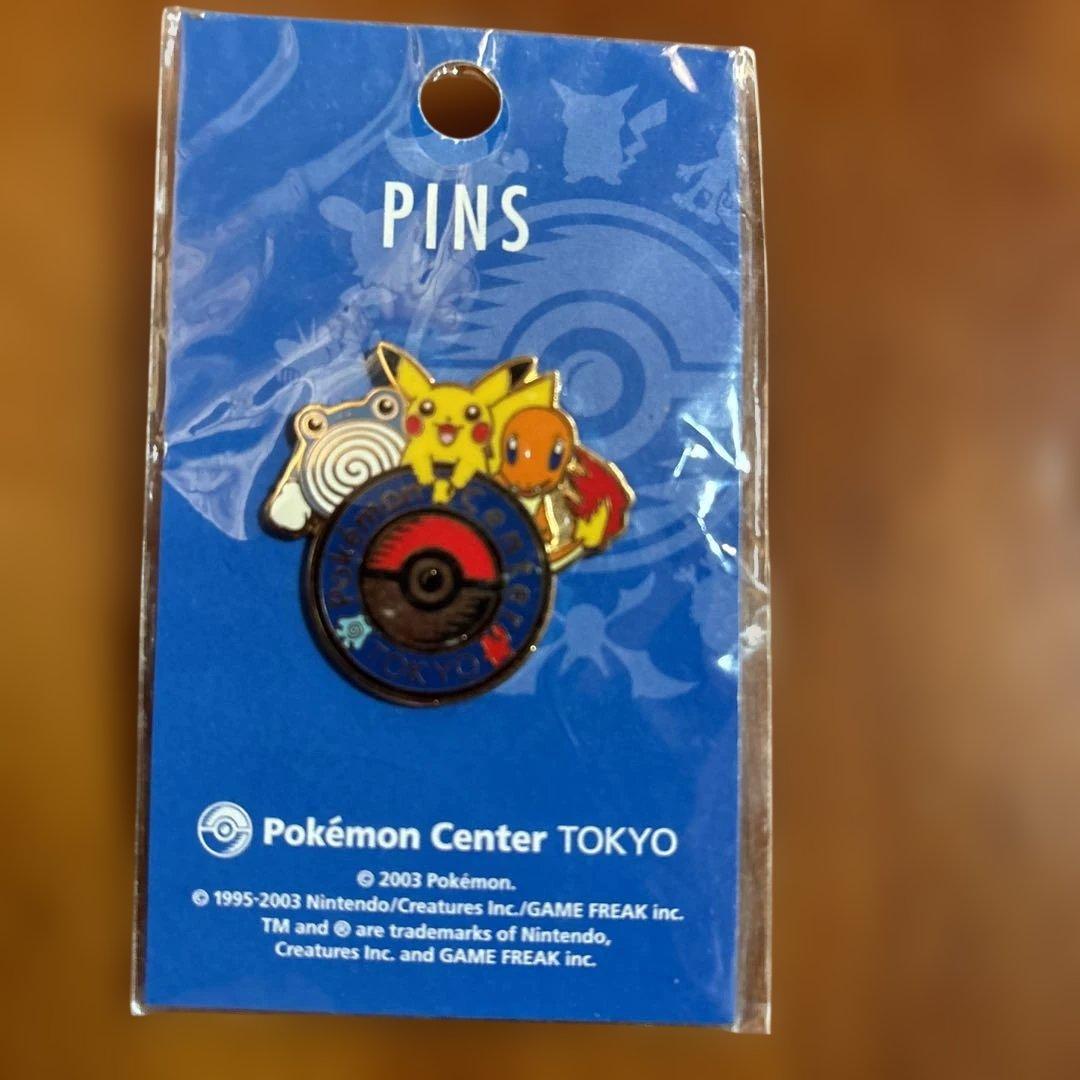 PINS
Pokémon Center
TOKYO
Pokémon Center TOKYO
© 2003 Pokémon.
© 1995-2003 Nintendo/Creatures Inc./GAME FREAK inc.
TM and ® are trademarks of Nintendo,
Creatures Inc. and GAME FREAK inc.